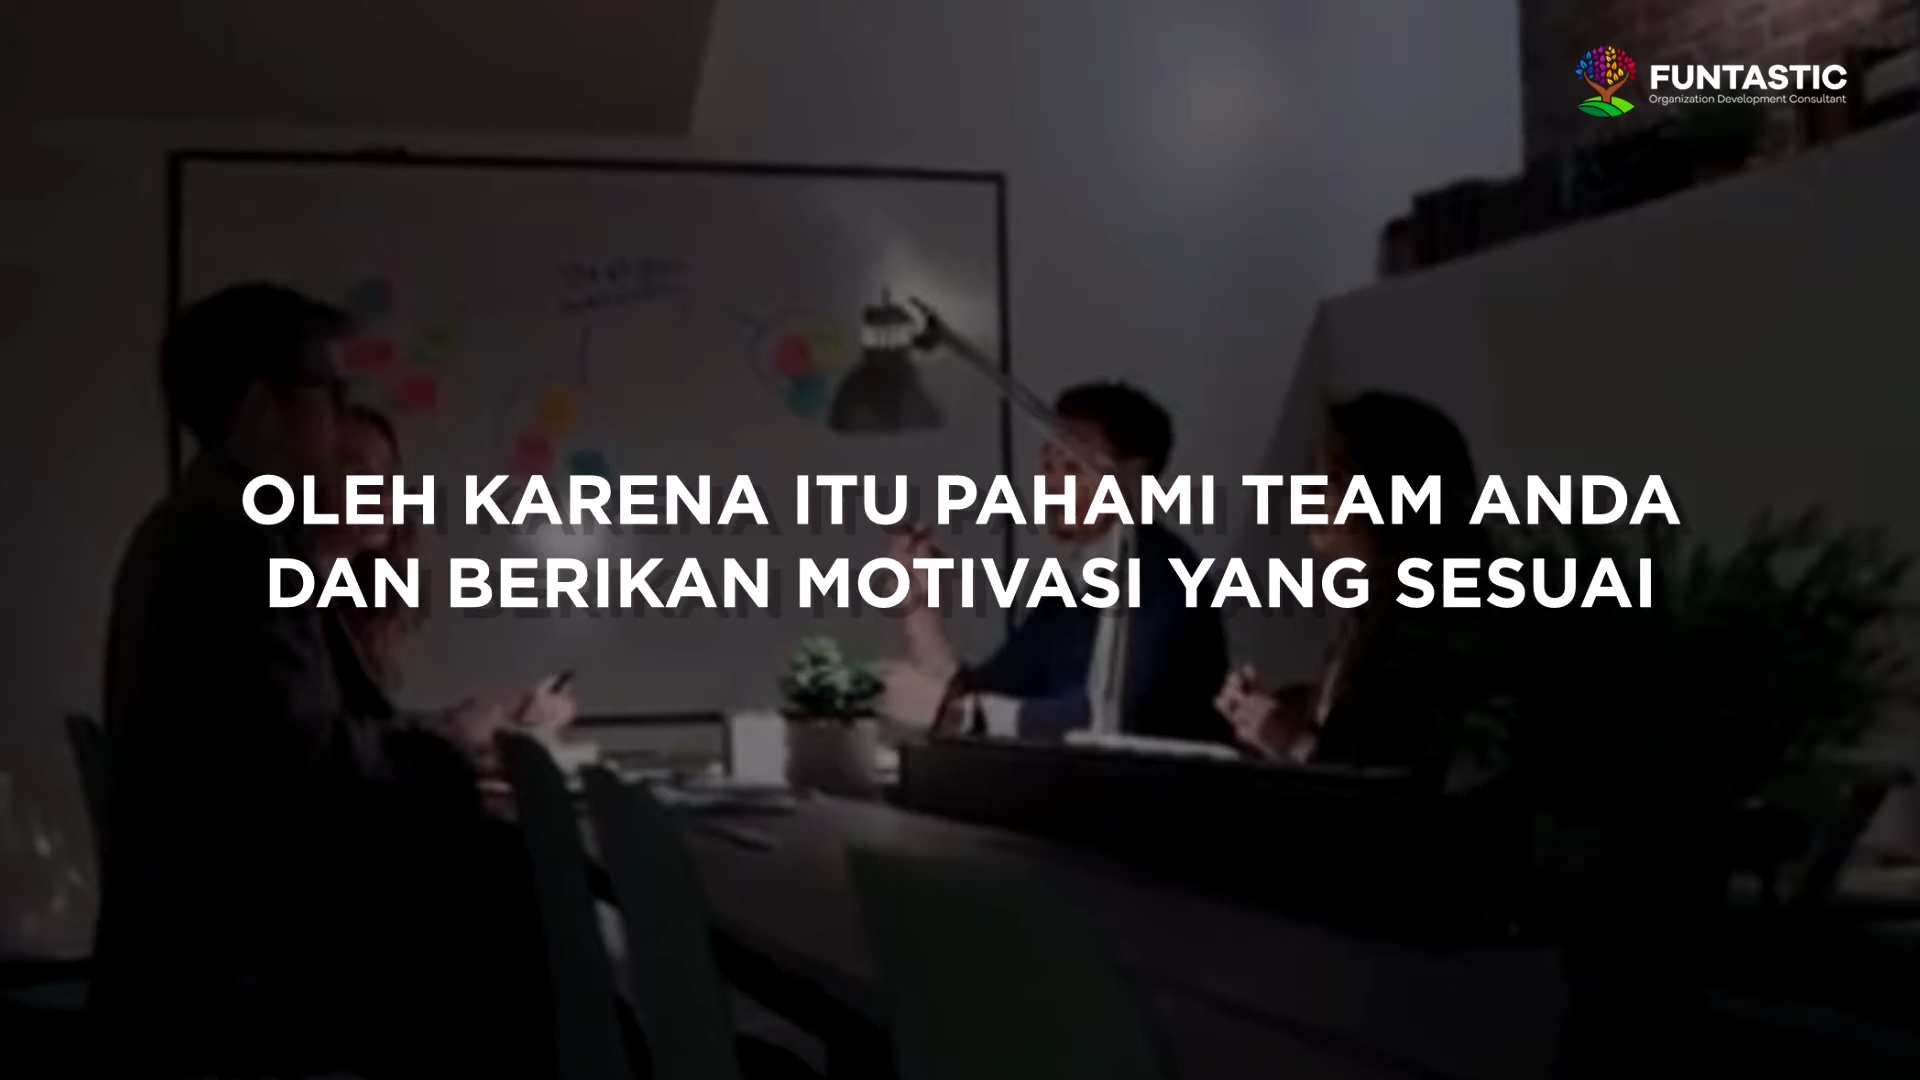 FUNTASTIC
Organization Development Consultant
OLEH KARENA ITU PAHAMI TEAM ANDA
DAN BERIKAN MOTIVASI YANG SESUAI